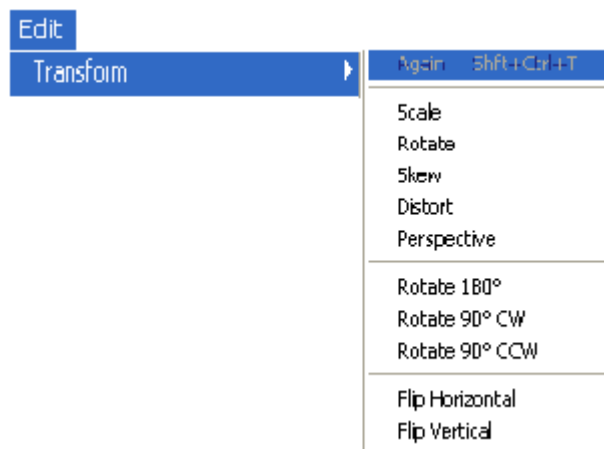 Edit
Transform
Again Shft+Ctrl+T
Scale
Rotate
Skew
Distort
Perspective
Rotate 180°
Rotate 90° CW
Rotate 90° CCW
Flip Horizontal
Flip Vertical